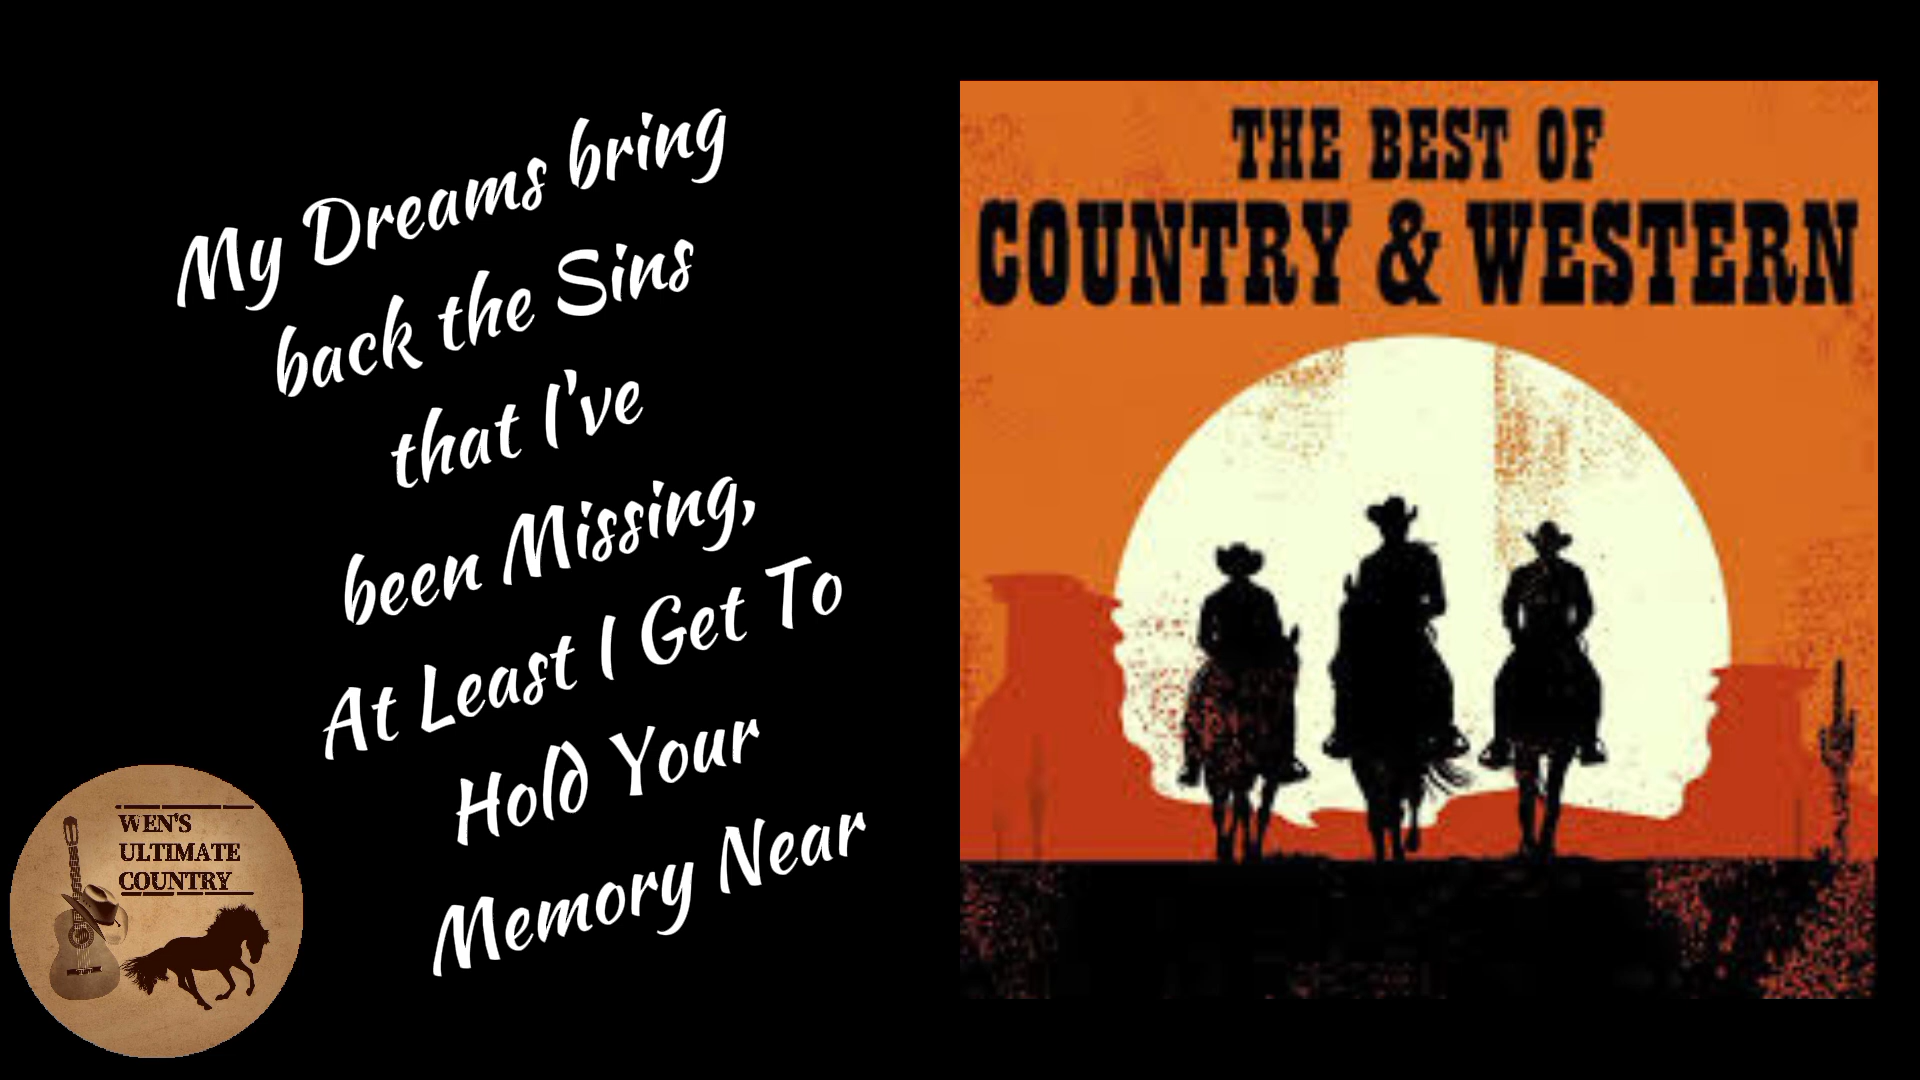 My Dreams bring
back the Sins
that I've
been Missing,
At Least I Get To
Hold Your
Memory Near
THE BEST OF
COUNTRY & WESTERN
WEN'S
ULTIMATE
COUNTRY